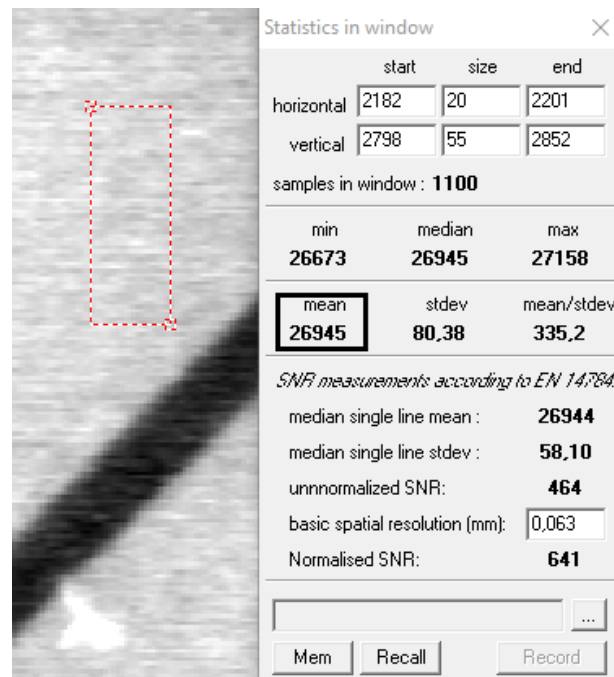 Statistics in window
start size end
horizontal 2182 20 2201
vertical 2798 55 2852
samples in window : 1100
min median max
26673 26945 27158
mean stdev mean/stdev
26945 80,38 335,2
SNR measurements according to EN 14784
median single line mean : 26944
median single line stdev : 58,10
unnnormalized SNR: 464
basic spatial resolution (mm): 0,063
Normalised SNR: 641
...
Mem Recall Record